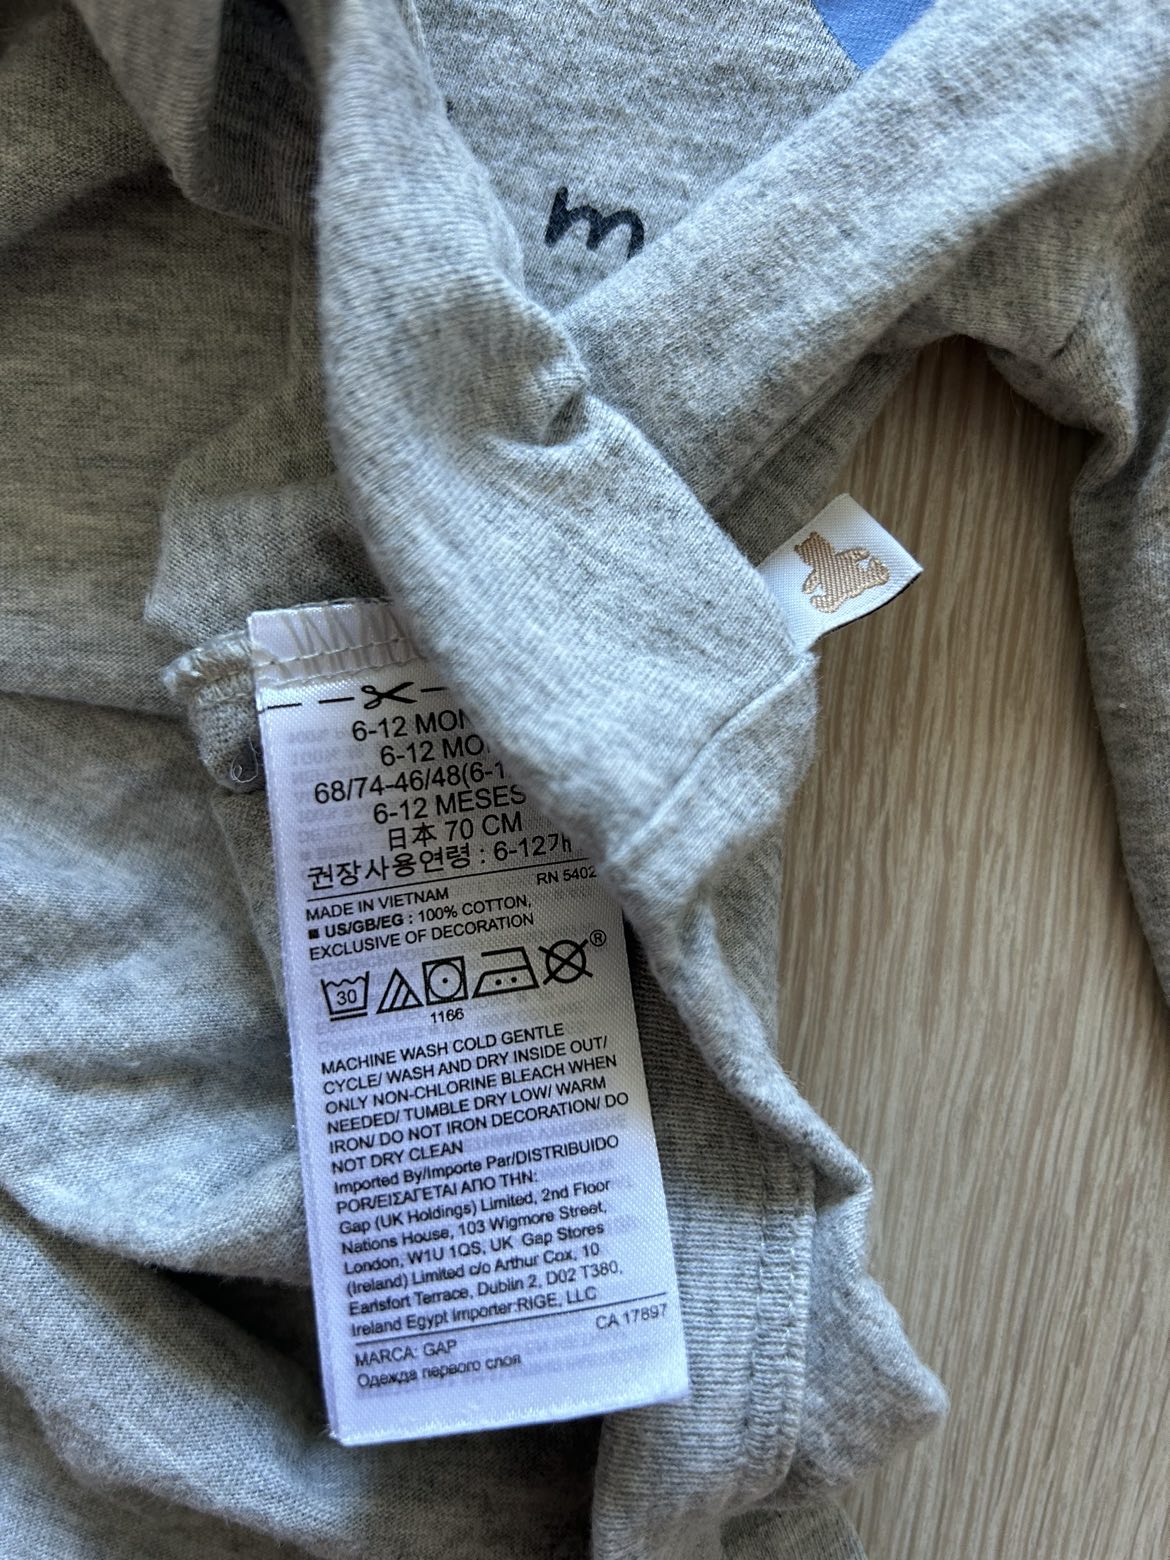 m
6-12 MON
6-12 MO
68/74-46/48(6-1
6-12 MESES
日本 70 CM
권장사용연령 : 6-12개
RN 5402
MADE IN VIETNAM
■ US/GB/EG : 100% COTTON,
EXCLUSIVE OF DECORATION
30
®
1166
MACHINE WASH COLD GENTLE
CYCLE/ WASH AND DRY INSIDE OUT/
ONLY NON-CHLORINE BLEACH WHEN
NEEDED/ TUMBLE DRY LOW/ WARM
IRON/ DO NOT IRON DECORATION/ DO
NOT DRY CLEAN
Imported By/Importe Par/DISTRIBUIDO
POR/ΕΙΣΑΓΕΤΑΙ ΑΠΟ ΤΗΝ:
Gap (UK Holdings) Limited, 2nd Floor
Nations House, 103 Wigmore Street,
London, W1U 1QS, UK Gap Stores
(Ireland) Limited c/o Arthur Cox, 10
Earlsfort Terrace, Dublin 2, D02 T380,
Ireland Egypt Importer:RIGE, LLC
CA 17897
MARCA: GAP
Одежда первого слоя